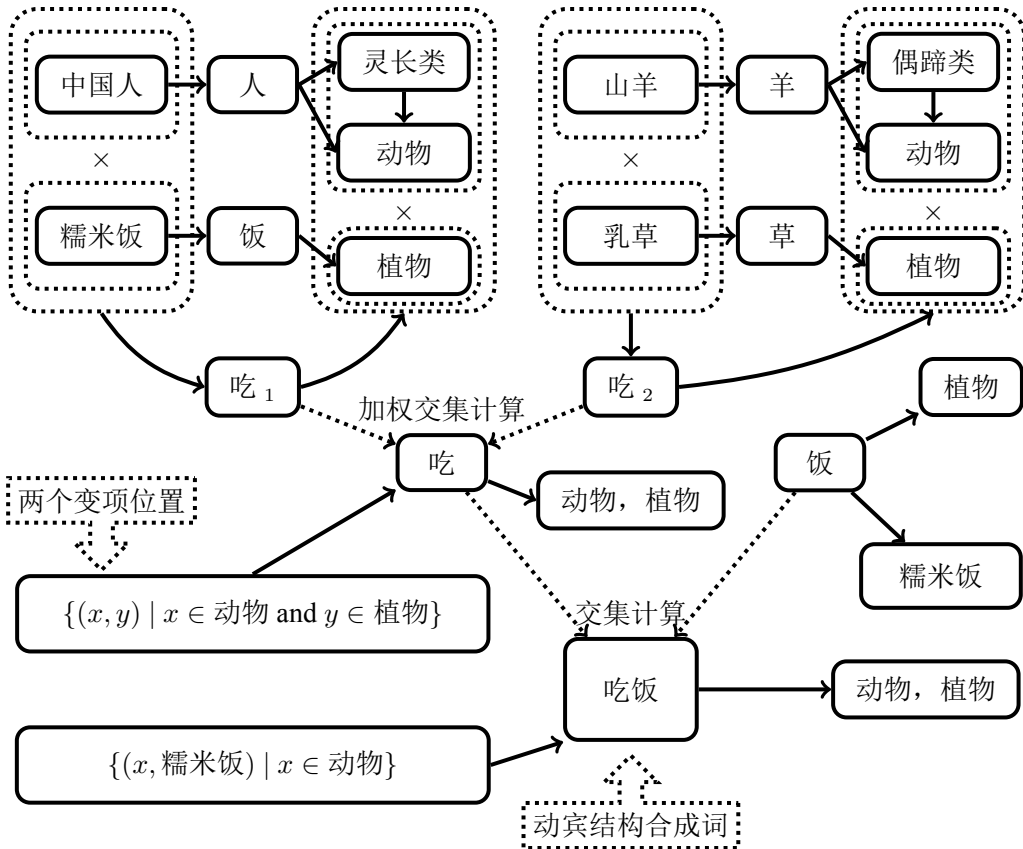 灵长类
偶蹄类
中国人
人
山羊
羊
动物
动物
×
×
×
×
糯米饭
饭
乳草
草
植物
植物
吃 1
吃 2
植物
加权交集计算
吃
饭
两个变项位置
动物，植物
糯米饭
{(x, y) | x ∈ 动物 and y ∈ 植物}
交集计算
吃饭
动物，植物
{(x, 糯米饭) | x ∈ 动物}
动宾结构合成词